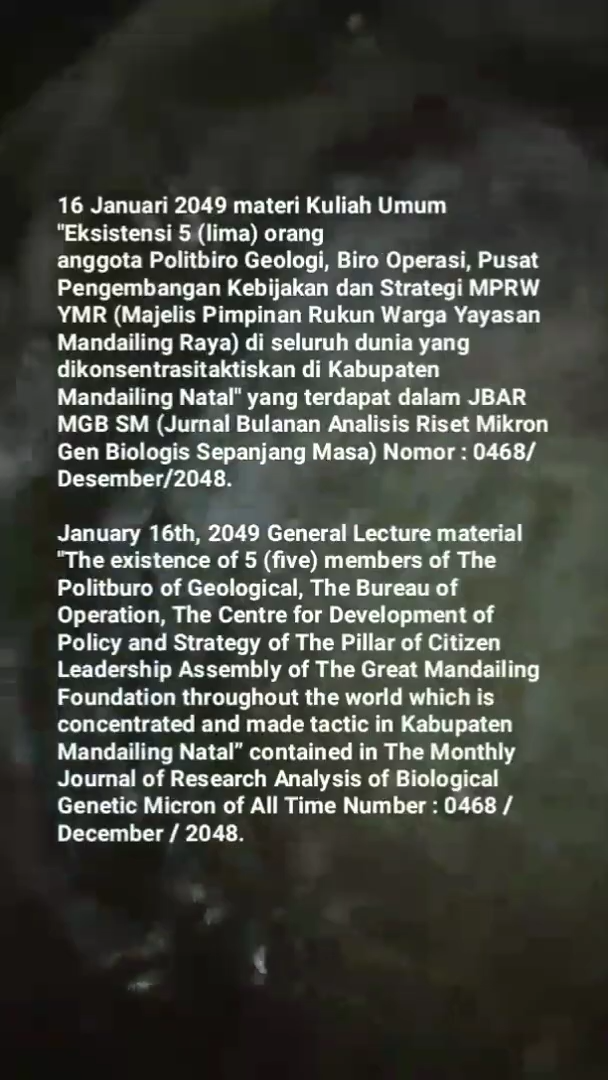 16 Januari 2049 materi Kuliah Umum
"Eksistensi 5 (lima) orang
anggota Politbiro Geologi, Biro Operasi, Pusat
Pengembangan Kebijakan dan Strategi MPRW
YMR (Majelis Pimpinan Rukun Warga Yayasan
Mandailing Raya) di seluruh dunia yang
dikonsentrasitaktiskan di Kabupaten
Mandailing Natal" yang terdapat dalam JBAR
MGB SM (Jurnal Bulanan Analisis Riset Mikron
Gen Biologis Sepanjang Masa) Nomor : 0468/
Desember/2048.
January 16th, 2049 General Lecture material
"The existence of 5 (five) members of The
Politburo of Geological, The Bureau of
Operation, The Centre for Development of
Policy and Strategy of The Pillar of Citizen
Leadership Assembly of The Great Mandailing
Foundation throughout the world which is
concentrated and made tactic in Kabupaten
Mandailing Natal” contained in The Monthly
Journal of Research Analysis of Biological
Genetic Micron of All Time Number : 0468 /
December / 2048.